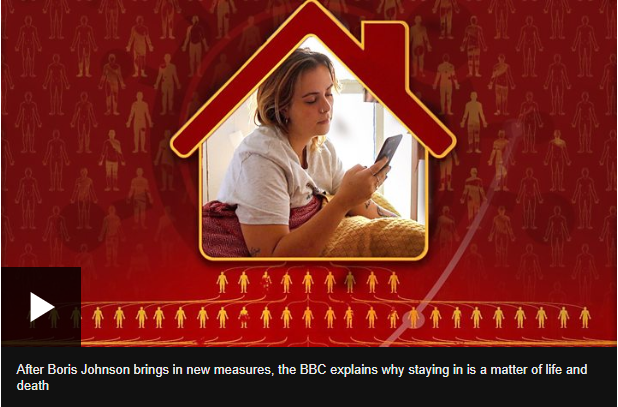 After Boris Johnson brings in new measures, the BBC explains why staying in is a matter of life and
death